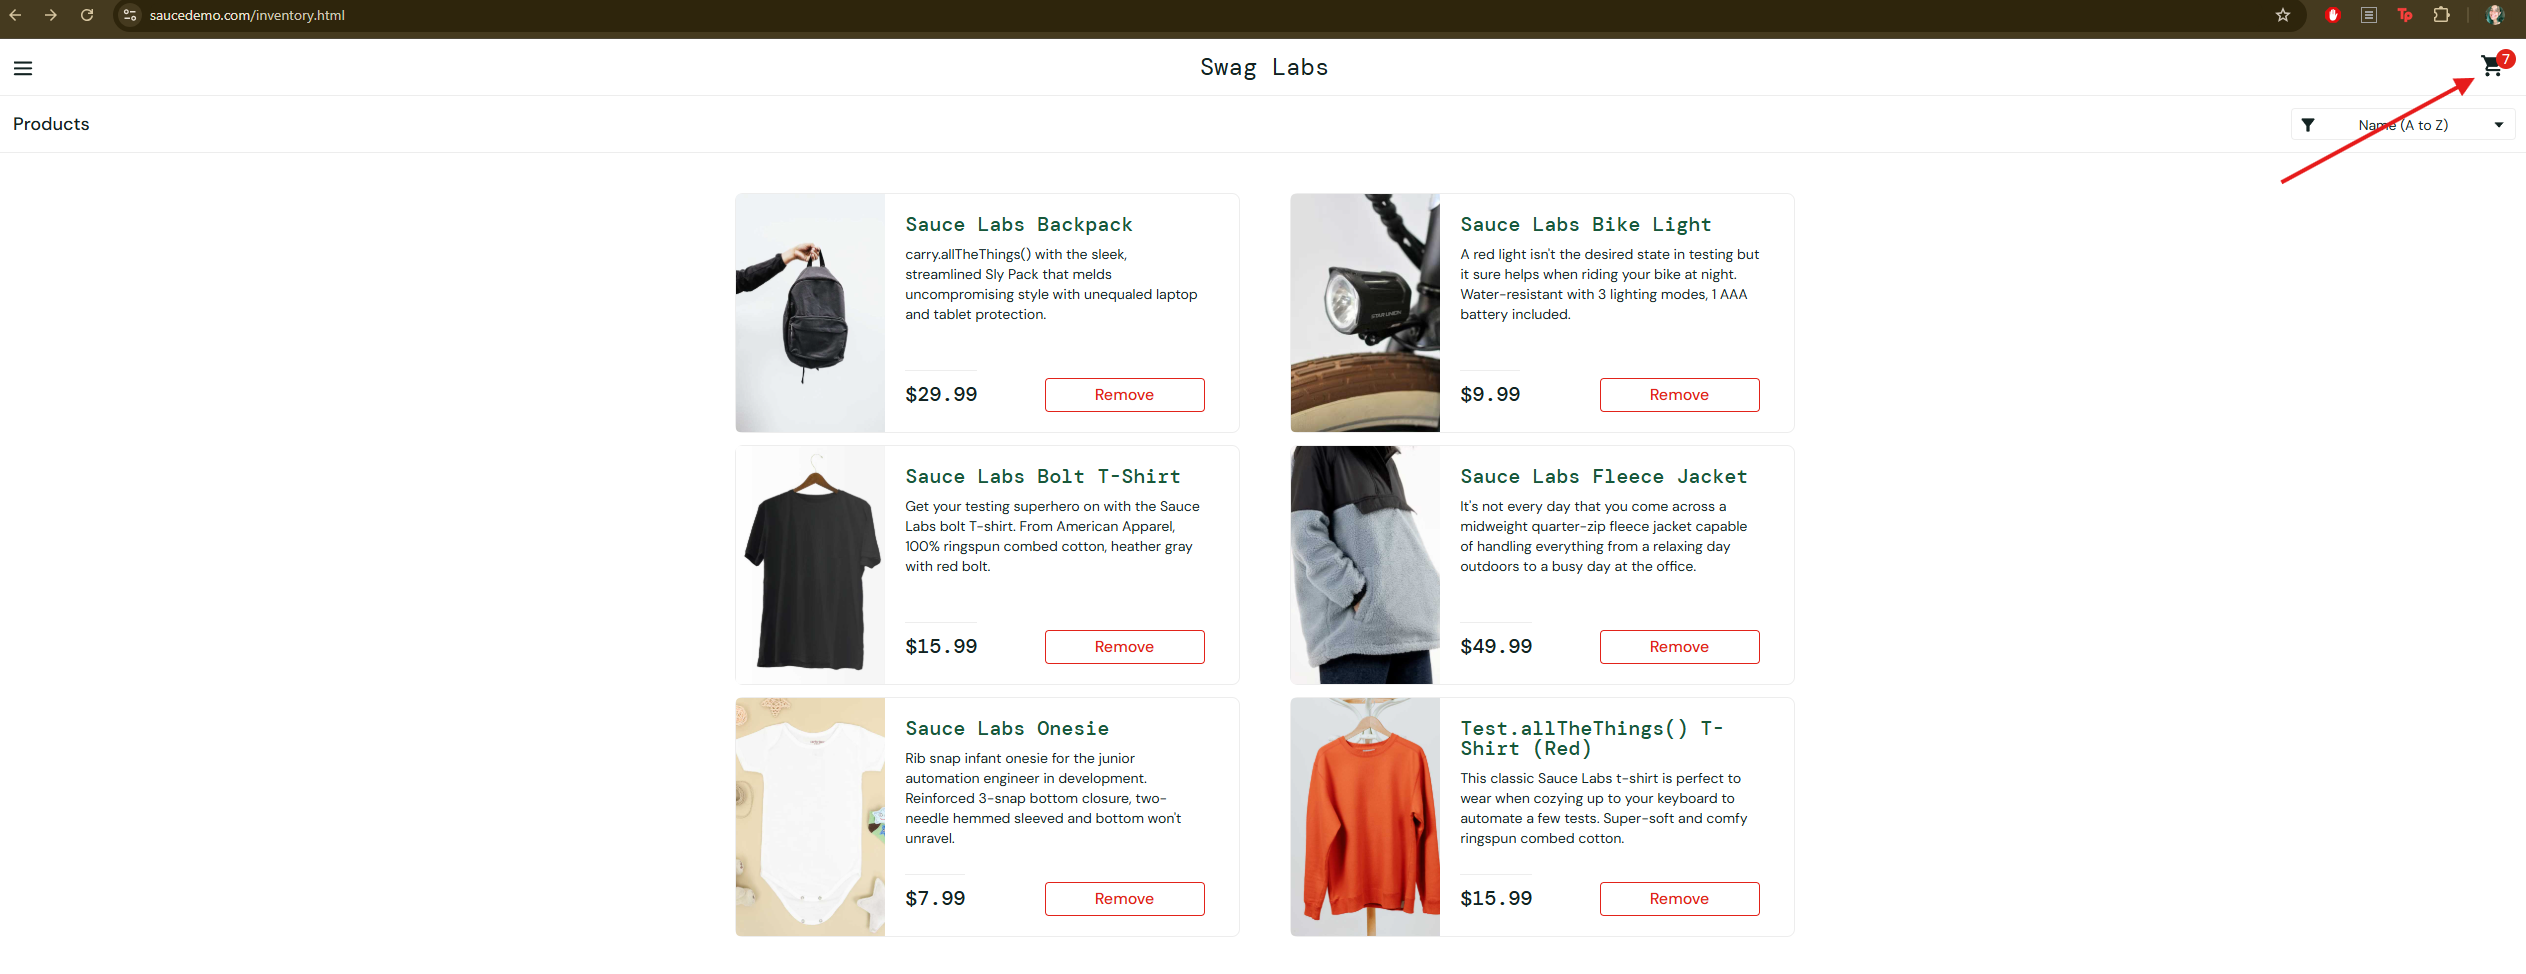 saucedemo.com/inventory.html
Swag Labs
7
Products
Name (A to Z)
Sauce Labs Backpack
carry.allTheThings() with the sleek,
streamlined Sly Pack that melds
uncompromising style with unequaled laptop
and tablet protection.
$29.99
Remove
Sauce Labs Bike Light
A red light isn't the desired state in testing but
it sure helps when riding your bike at night.
Water-resistant with 3 lighting modes, 1 AAA
battery included.
STAR UNION
$9.99
Remove
Sauce Labs Bolt T-Shirt
Get your testing superhero on with the Sauce
Labs bolt T-shirt. From American Apparel,
100% ringspun combed cotton, heather gray
with red bolt.
$15.99
Remove
Sauce Labs Fleece Jacket
It's not every day that you come across a
midweight quarter-zip fleece jacket capable
of handling everything from a relaxing day
outdoors to a busy day at the office.
$49.99
Remove
Sauce Labs Onesie
Rib snap infant onesie for the junior
automation engineer in development.
Reinforced 3-snap bottom closure, two-
needle hemmed sleeved and bottom won't
unravel.
$7.99
Remove
Test.allTheThings() T-
Shirt (Red)
This classic Sauce Labs t-shirt is perfect to
wear when cozying up to your keyboard to
automate a few tests. Super-soft and comfy
ringspun combed cotton.
$15.99
Remove